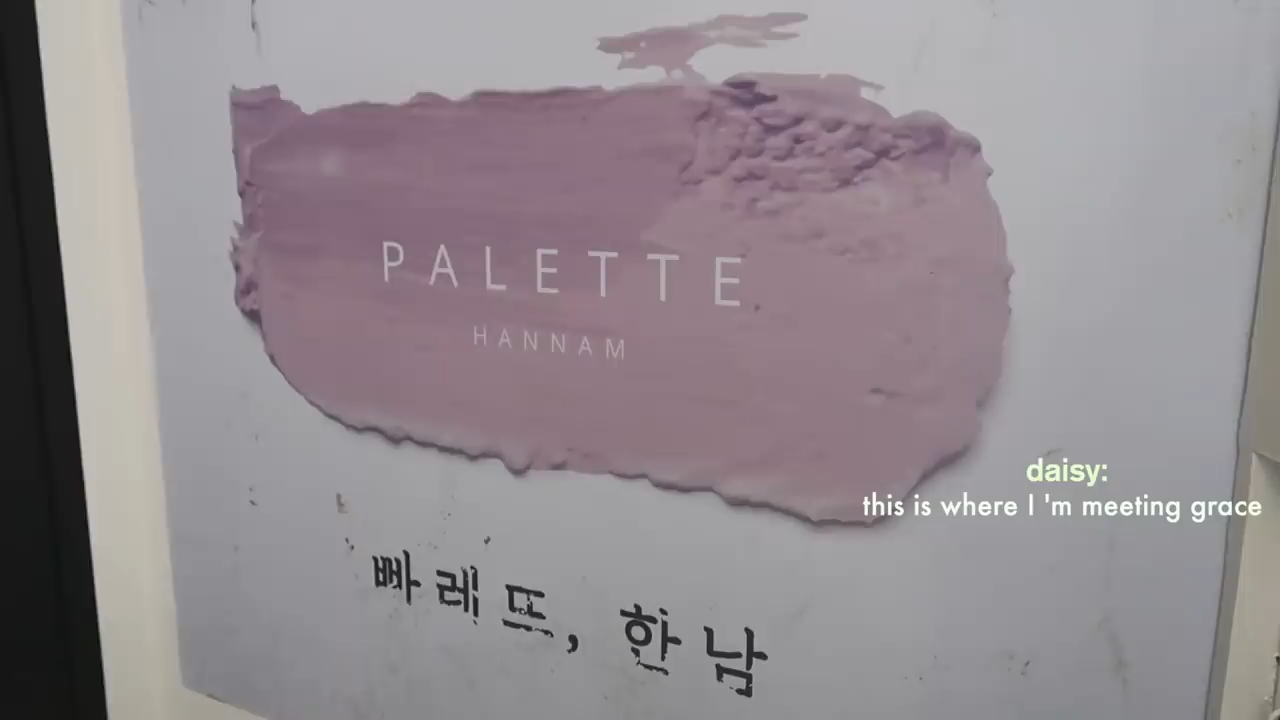 PALETTE
HANNAM
daisy:
this is where I 'm meeting grace
빠레뜨, 한남